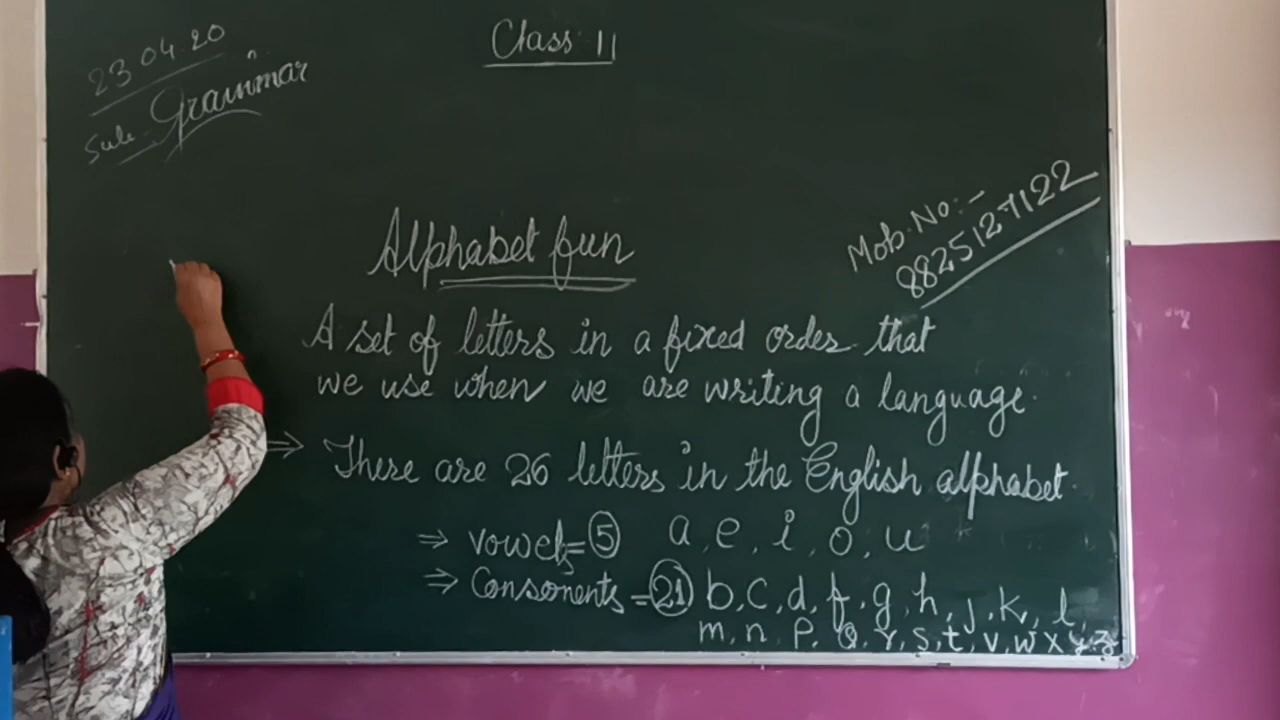 23.04.20
Class II
Sub- Grammar
Mob. No:-
8825127122
Alphabet fun
A set of letters in a fixed order that
we use when we are writing a language.
⇒ There are 26 letters in the English alphabet
⇒ vowels = 5 a, e, i, o, u
⇒ Consonents = 21 b, c, d, f, g, h, j, k, l,
m, n, p, Q, r, s, t, v, w x y, z